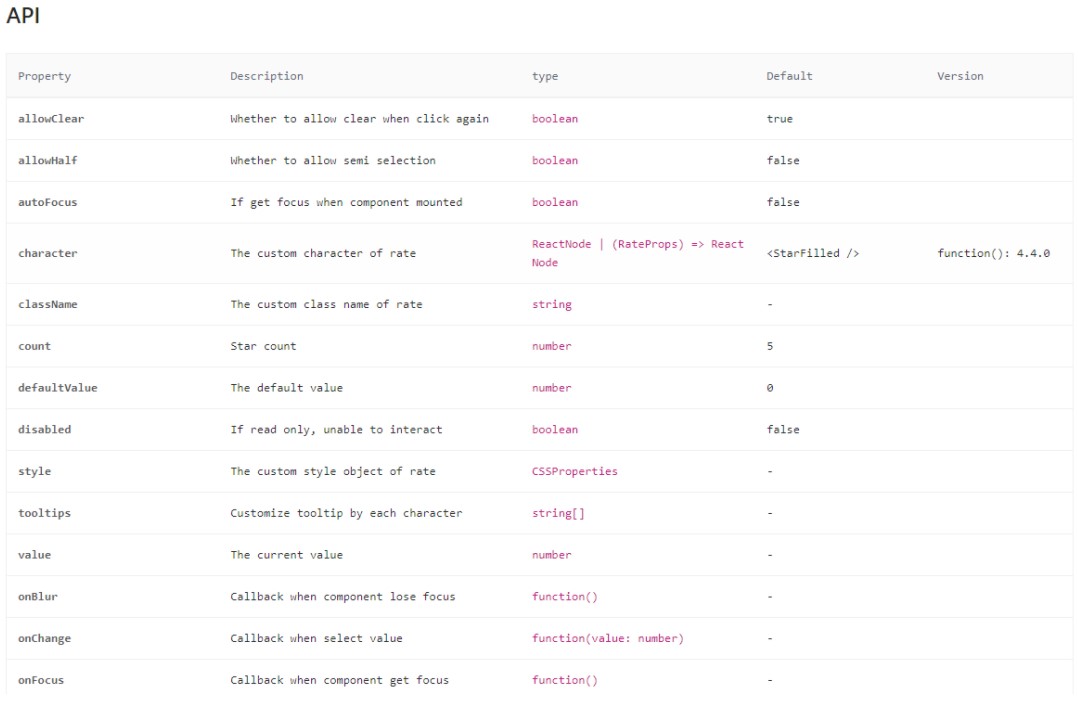 API
Property Description type Default Version
allowClear Whether to allow clear when click again boolean true
allowHalf Whether to allow semi selection boolean false
autoFocus If get focus when component mounted boolean false
character The custom character of rate ReactNode | (RateProps) => React
Node <StarFilled /> function(): 4.4.0
className The custom class name of rate string -
count Star count number 5
defaultValue The default value number 0
disabled If read only, unable to interact boolean false
style The custom style object of rate CSSProperties -
tooltips Customize tooltip by each character string[] -
value The current value number -
onBlur Callback when component lose focus function() -
onChange Callback when select value function(value: number) -
onFocus Callback when component get focus function() -